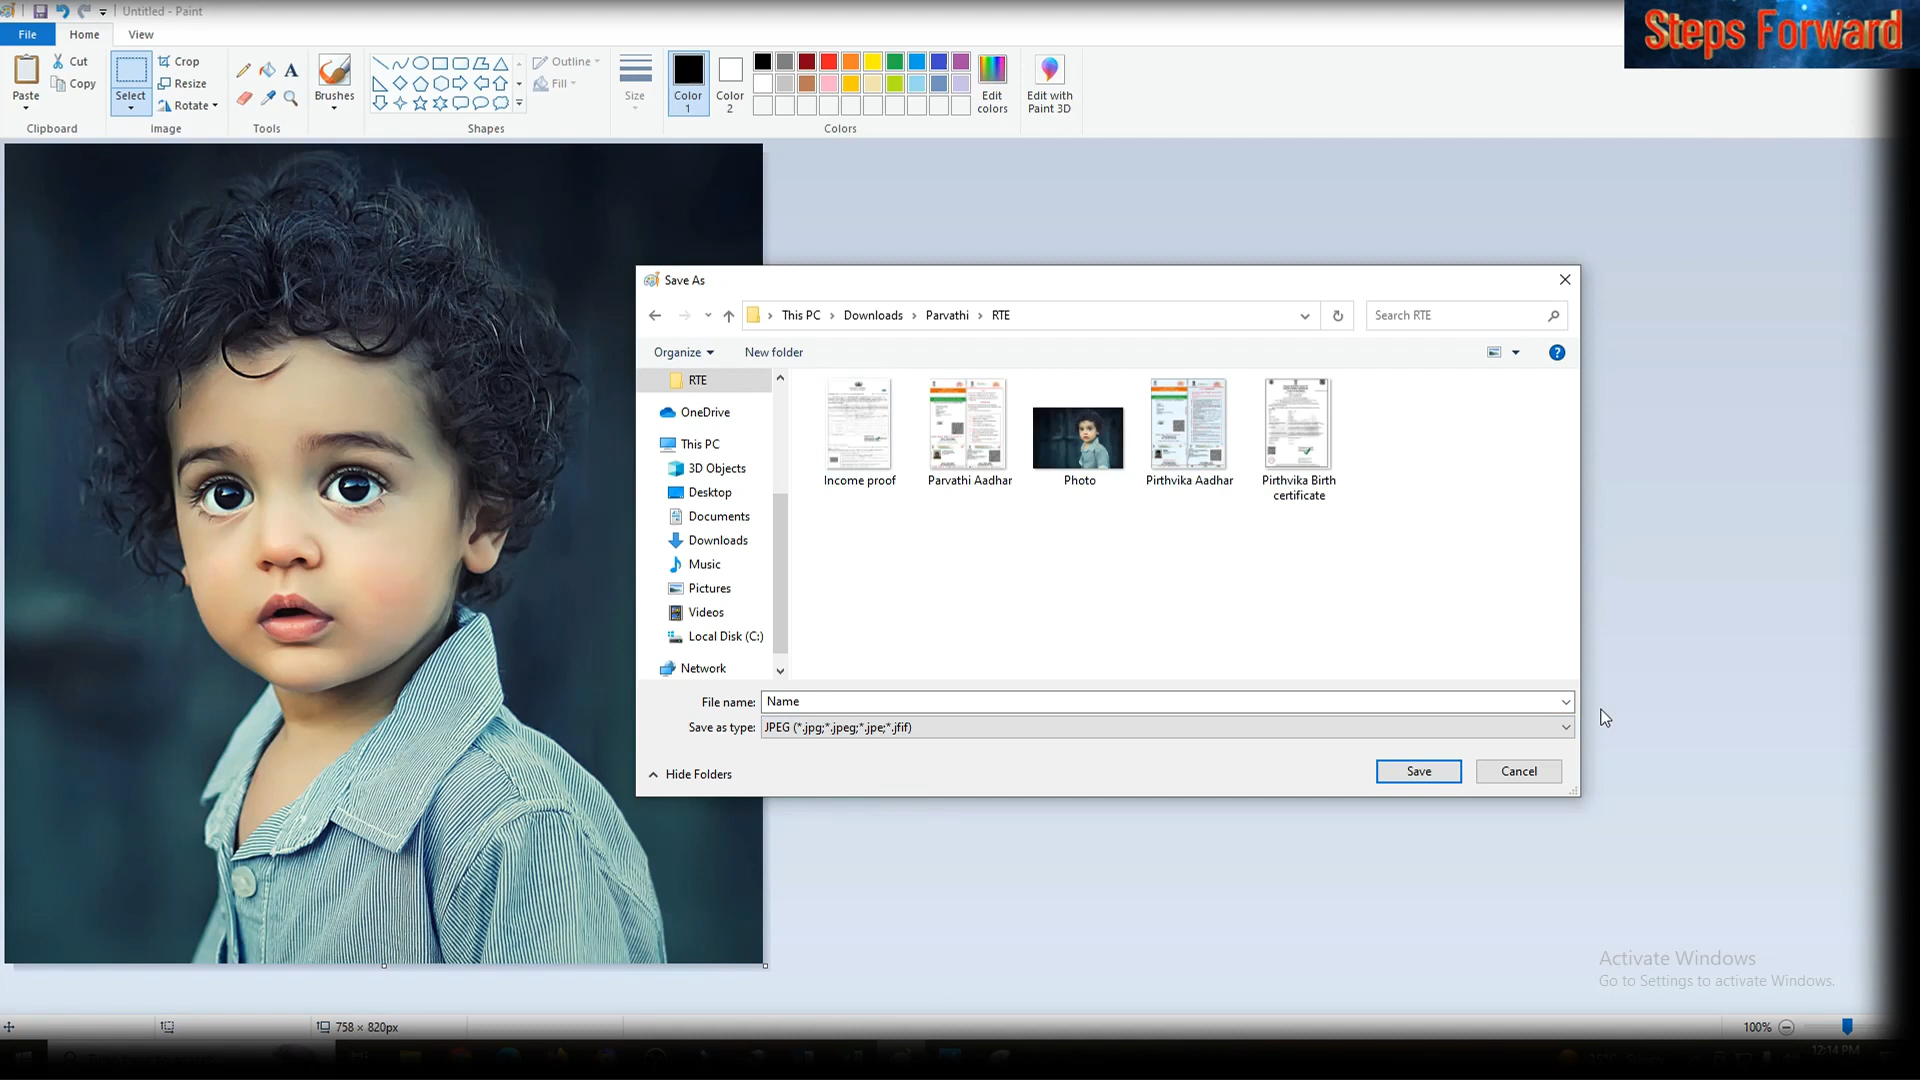 Untitled - Paint
Steps Forward
File Home View
Cut
Copy
Paste
Clipboard
Select
Crop
Resize
Rotate
Image
Tools
Brushes
Shapes
Outline
Fill
Size
Color 1
Color 2
Colors
Edit colors
Edit with Paint 3D
Save As
This PC Downloads Parvathi RTE
Search RTE
Organize New folder
RTE
OneDrive
This PC
3D Objects
Desktop
Documents
Downloads
Music
Pictures
Videos
Local Disk (C:)
Network
Income proof
Parvathi Aadhar
Photo
Pirthvika Aadhar
Pirthvika Birth
certificate
File name: Name
Save as type: JPEG (*.jpg;*.jpeg;*.jpe;*.jfif)
Hide Folders
Save Cancel
Activate Windows
Go to Settings to activate Windows.
758 × 820px
100%
12:14 PM